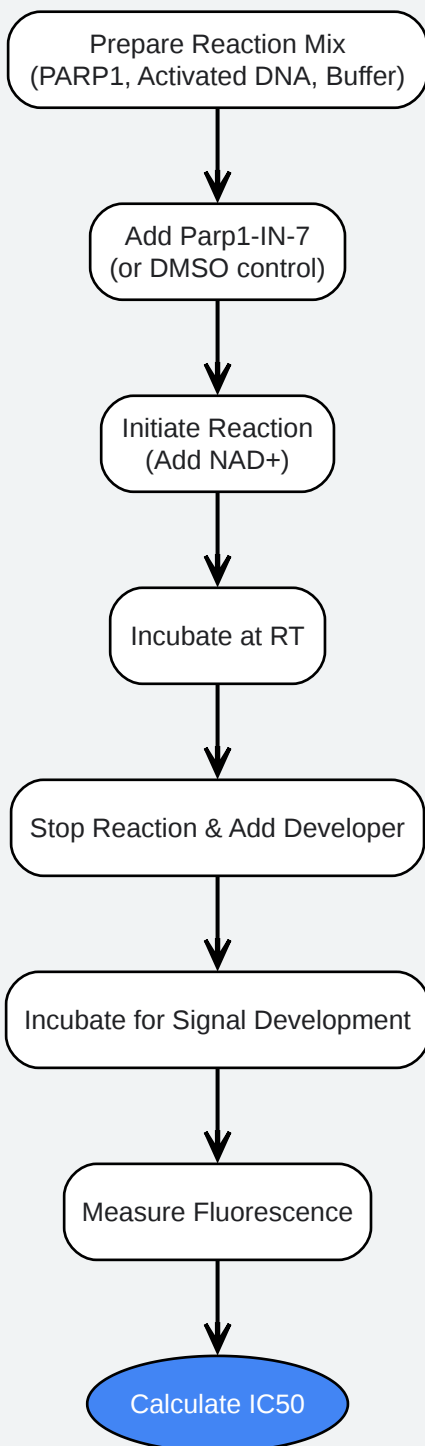 Prepare Reaction Mix
(PARP1, Activated DNA, Buffer)
Add Parp1-IN-7
(or DMSO control)
Initiate Reaction
(Add NAD+)
Incubate at RT
Stop Reaction & Add Developer
Incubate for Signal Development
Measure Fluorescence
Calculate IC50